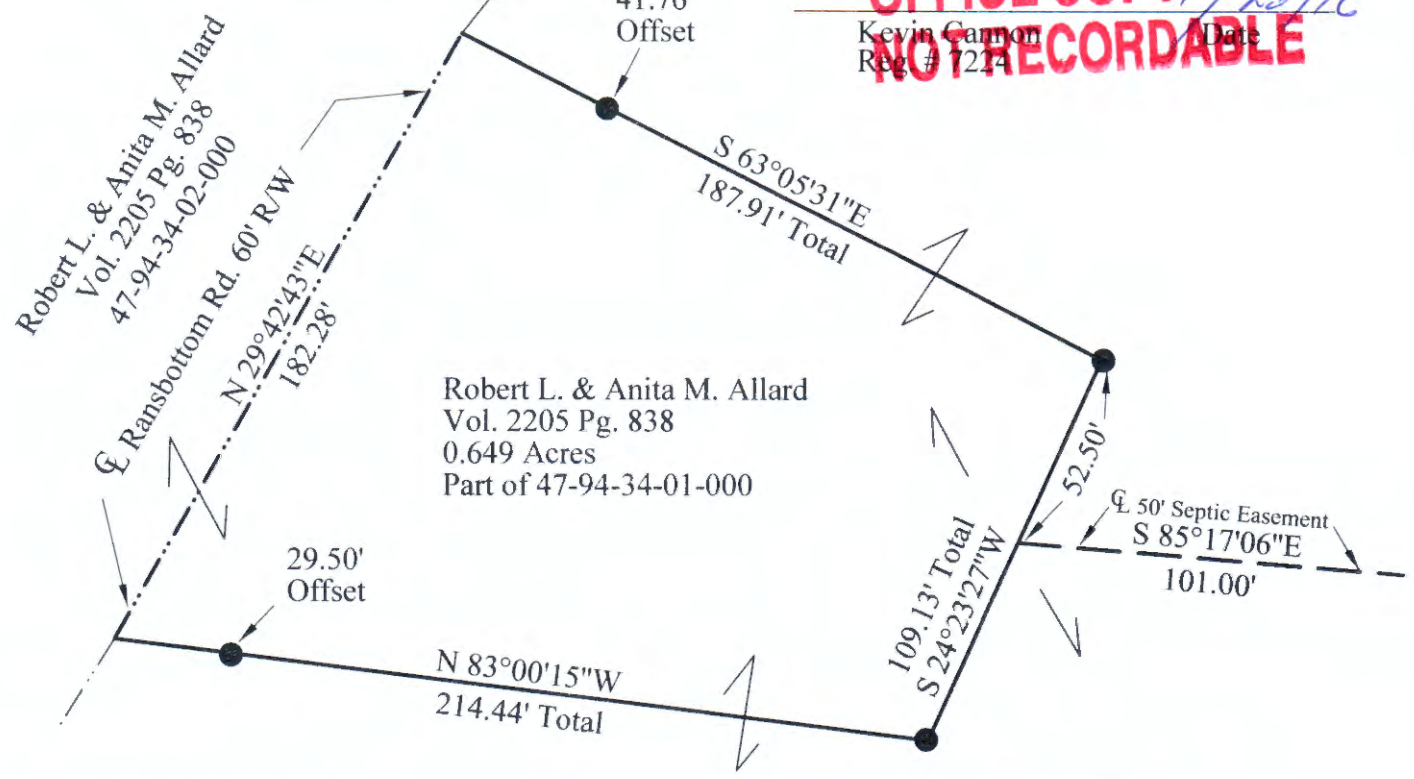 Offset
Kevin Cannon Date
Reg. # 7224
NOT RECORDABLE
Robert L. & Anita M. Allard
Vol. 2205 Pg. 838
47-94-34-02-000
℄ Ransbottom Rd. 60' R/W
N 29°42'43"E
182.28'
S 63°05'31"E
187.91' Total
Robert L. & Anita M. Allard
Vol. 2205 Pg. 838
0.649 Acres
Part of 47-94-34-01-000
52.50'
℄ 50' Septic Easement
S 85°17'06"E
101.00'
109.13' Total
S 24°23'27"W
29.50'
Offset
N 83°00'15"W
214.44' Total